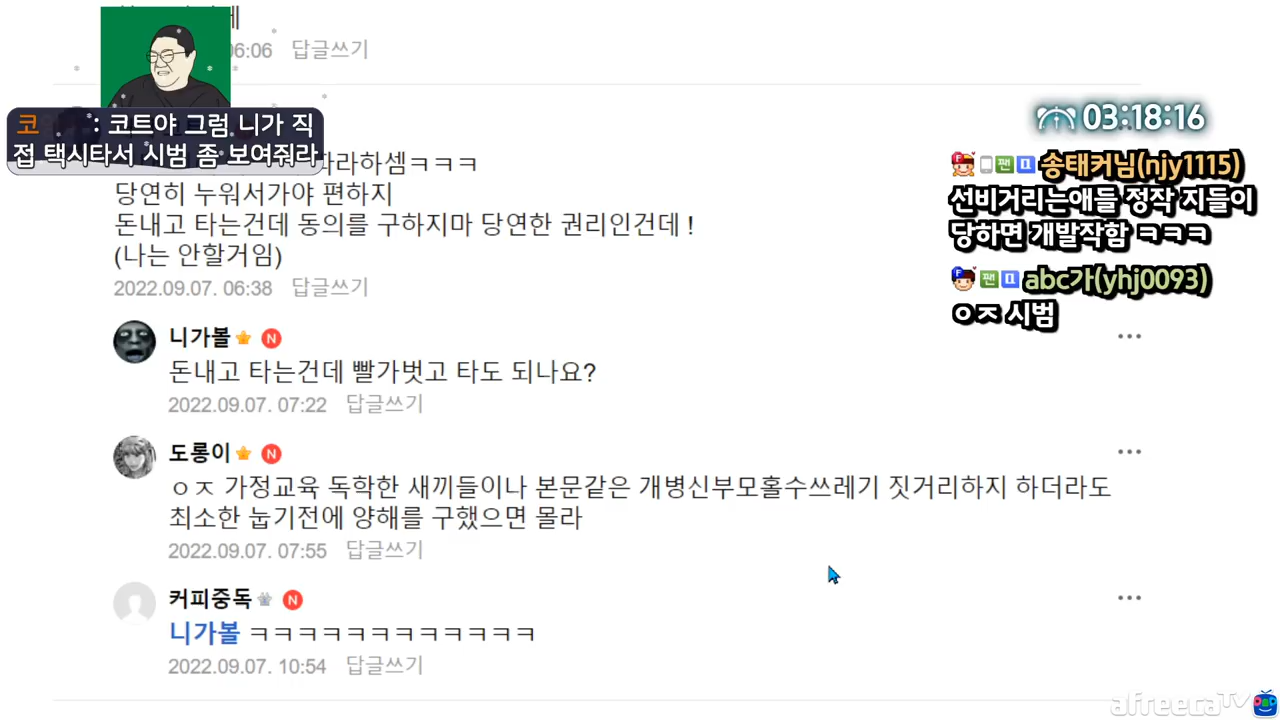 06:06 답글쓰기
코 : 코트야 그럼 니가 직
접 택시타서 시범 좀 보여줘라
따라하셈ㅋㅋㅋ
당연히 누워서가야 편하지
돈내고 타는건데 동의를 구하지마 당연한 권리인건데 !
(나는 안할거임)
2022.09.07. 06:38 답글쓰기
니가볼 N
돈내고 타는건데 빨가벗고 타도 되나요?
2022.09.07. 07:22 답글쓰기
도롱이 N
ㅇㅈ 가정교육 독학한 새끼들이나 본문같은 개병신부모홀수쓰레기 짓거리하지 하더라도
최소한 눕기전에 양해를 구했으면 몰라
2022.09.07. 07:55 답글쓰기
커피중독 N
니가볼 ㅋㅋㅋㅋㅋㅋㅋㅋㅋㅋㅋㅋ
2022.09.07. 10:54 답글쓰기
03:18:16
F 팬 송태커님(njy1115)
선비거리는애들 정작 지들이
당하면 개발작함 ㅋㅋㅋ
F 팬 abc가(yhj0093)
ㅇㅈ 시범
afreecaTV